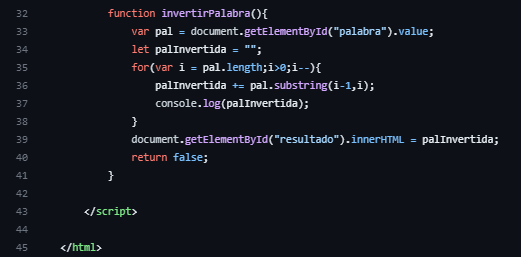 32 function invertirPalabra(){
33 var pal = document.getElementById("palabra").value;
34 let palInvertida = "";
35 for(var i = pal.length;i>0;i--){
36 palInvertida += pal.substring(i-1,i);
37 console.log(palInvertida);
38 }
39 document.getElementById("resultado").innerHTML = palInvertida;
40 return false;
41 }
42
43 </script>
44
45 </html>